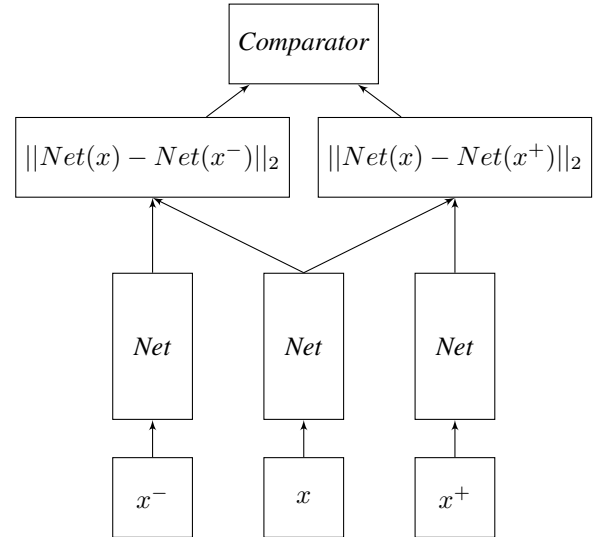 Comparator
||Net(x) − Net(x⁻)||₂ ||Net(x) − Net(x⁺)||₂
Net Net Net
x⁻ x x⁺